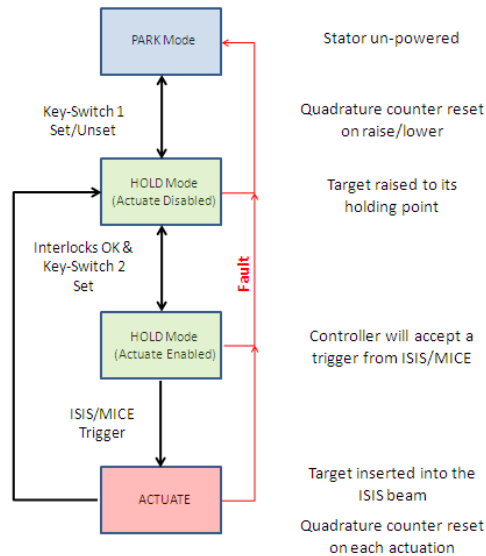 PARK Mode
Stator un-powered
Key-Switch 1
Set/Unset
Quadrature counter reset
on raise/lower
HOLD Mode
(Actuate Disabled)
Target raised to its
holding point
Interlocks OK &
Key-Switch 2
Set
Fault
HOLD Mode
(Actuate Enabled)
Controller will accept a
trigger from ISIS/MICE
ISIS/MICE
Trigger
ACTUATE
Target inserted into the
ISIS beam
Quadrature counter reset
on each actuation